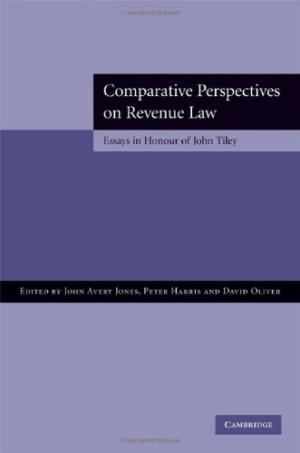 Comparative Perspectives
on Revenue Law
Essays in Honour of John Tiley
Edited by John Avery Jones, Peter Harris and David Oliver
CAMBRIDGE